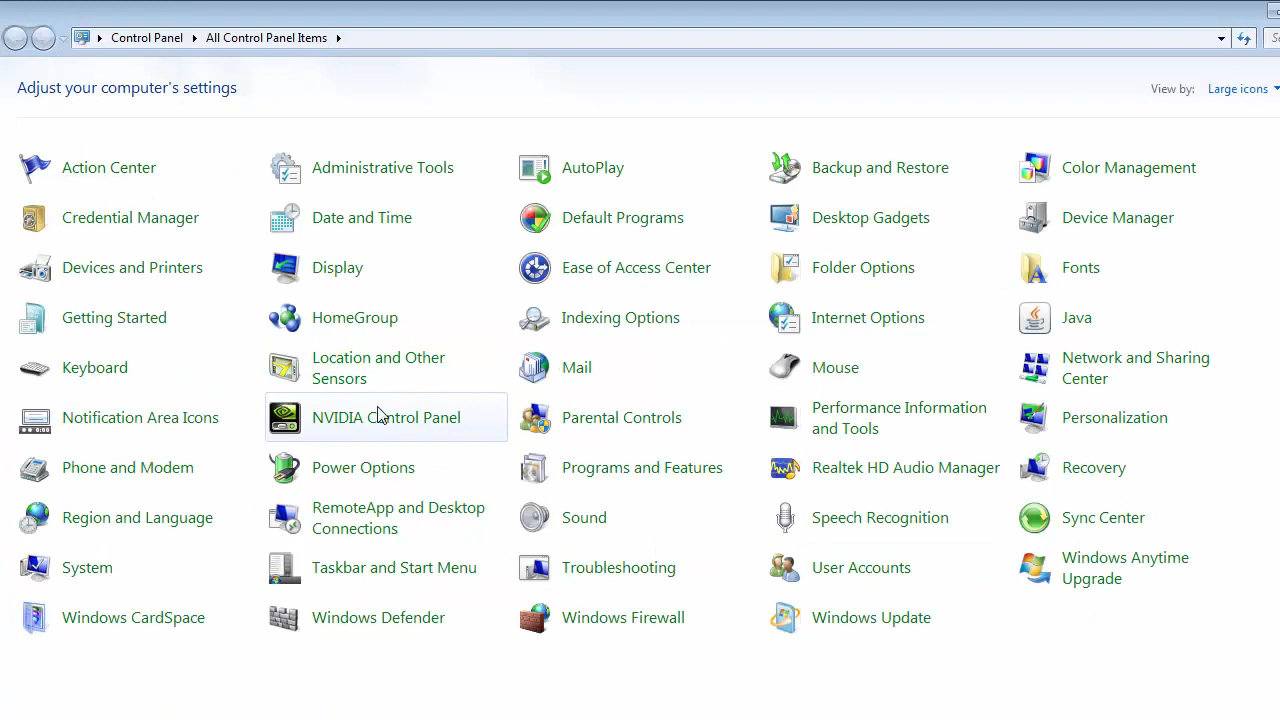 Control Panel All Control Panel Items
Adjust your computer's settings
View by: Large icons
Action Center
Administrative Tools
AutoPlay
Backup and Restore
Color Management
Credential Manager
Date and Time
Default Programs
Desktop Gadgets
Device Manager
Devices and Printers
Display
Ease of Access Center
Folder Options
Fonts
Getting Started
HomeGroup
Indexing Options
Internet Options
Java
Keyboard
Location and Other
Sensors
Mail
Mouse
Network and Sharing
Center
Notification Area Icons
NVIDIA Control Panel
Parental Controls
Performance Information
and Tools
Personalization
Phone and Modem
Power Options
Programs and Features
Realtek HD Audio Manager
Recovery
Region and Language
RemoteApp and Desktop
Connections
Sound
Speech Recognition
Sync Center
System
Taskbar and Start Menu
Troubleshooting
User Accounts
Windows Anytime
Upgrade
Windows CardSpace
Windows Defender
Windows Firewall
Windows Update